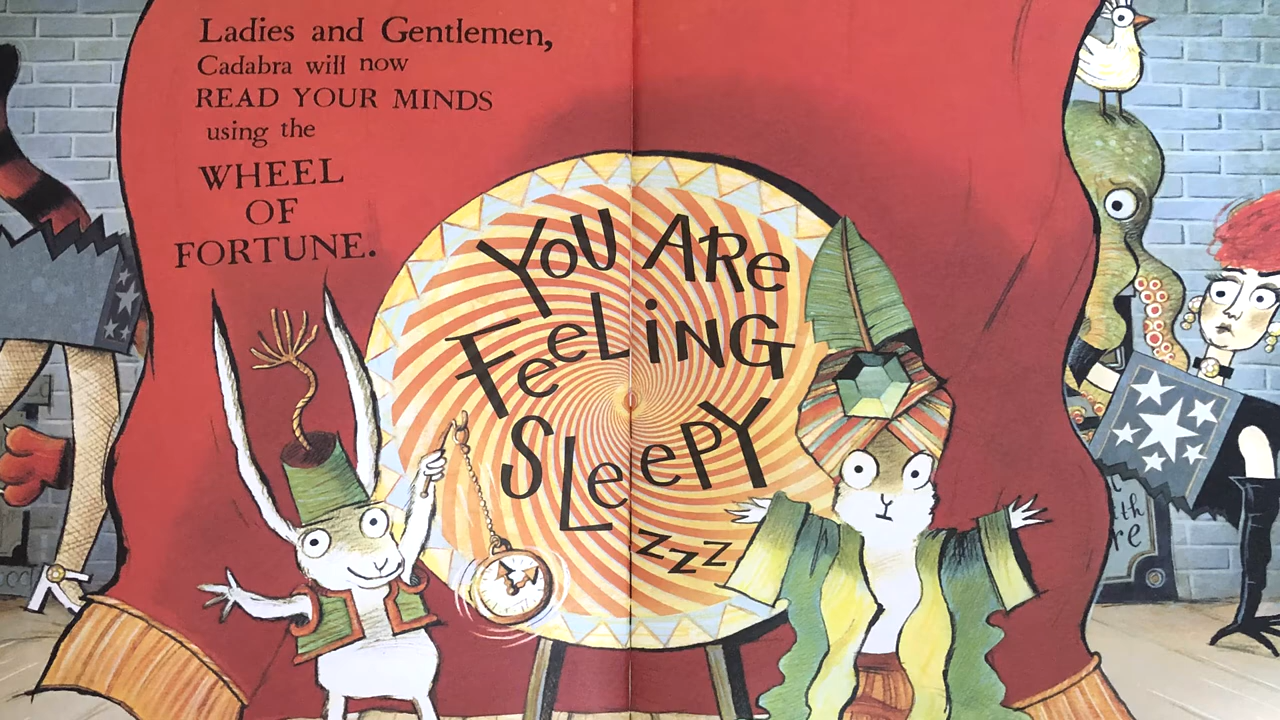 Ladies and Gentlemen,
Cadabra will now
READ YOUR MINDS
using the
WHEEL
OF
FORTUNE.
YOU ARe
FeeLiNG
SLeepY
zzz